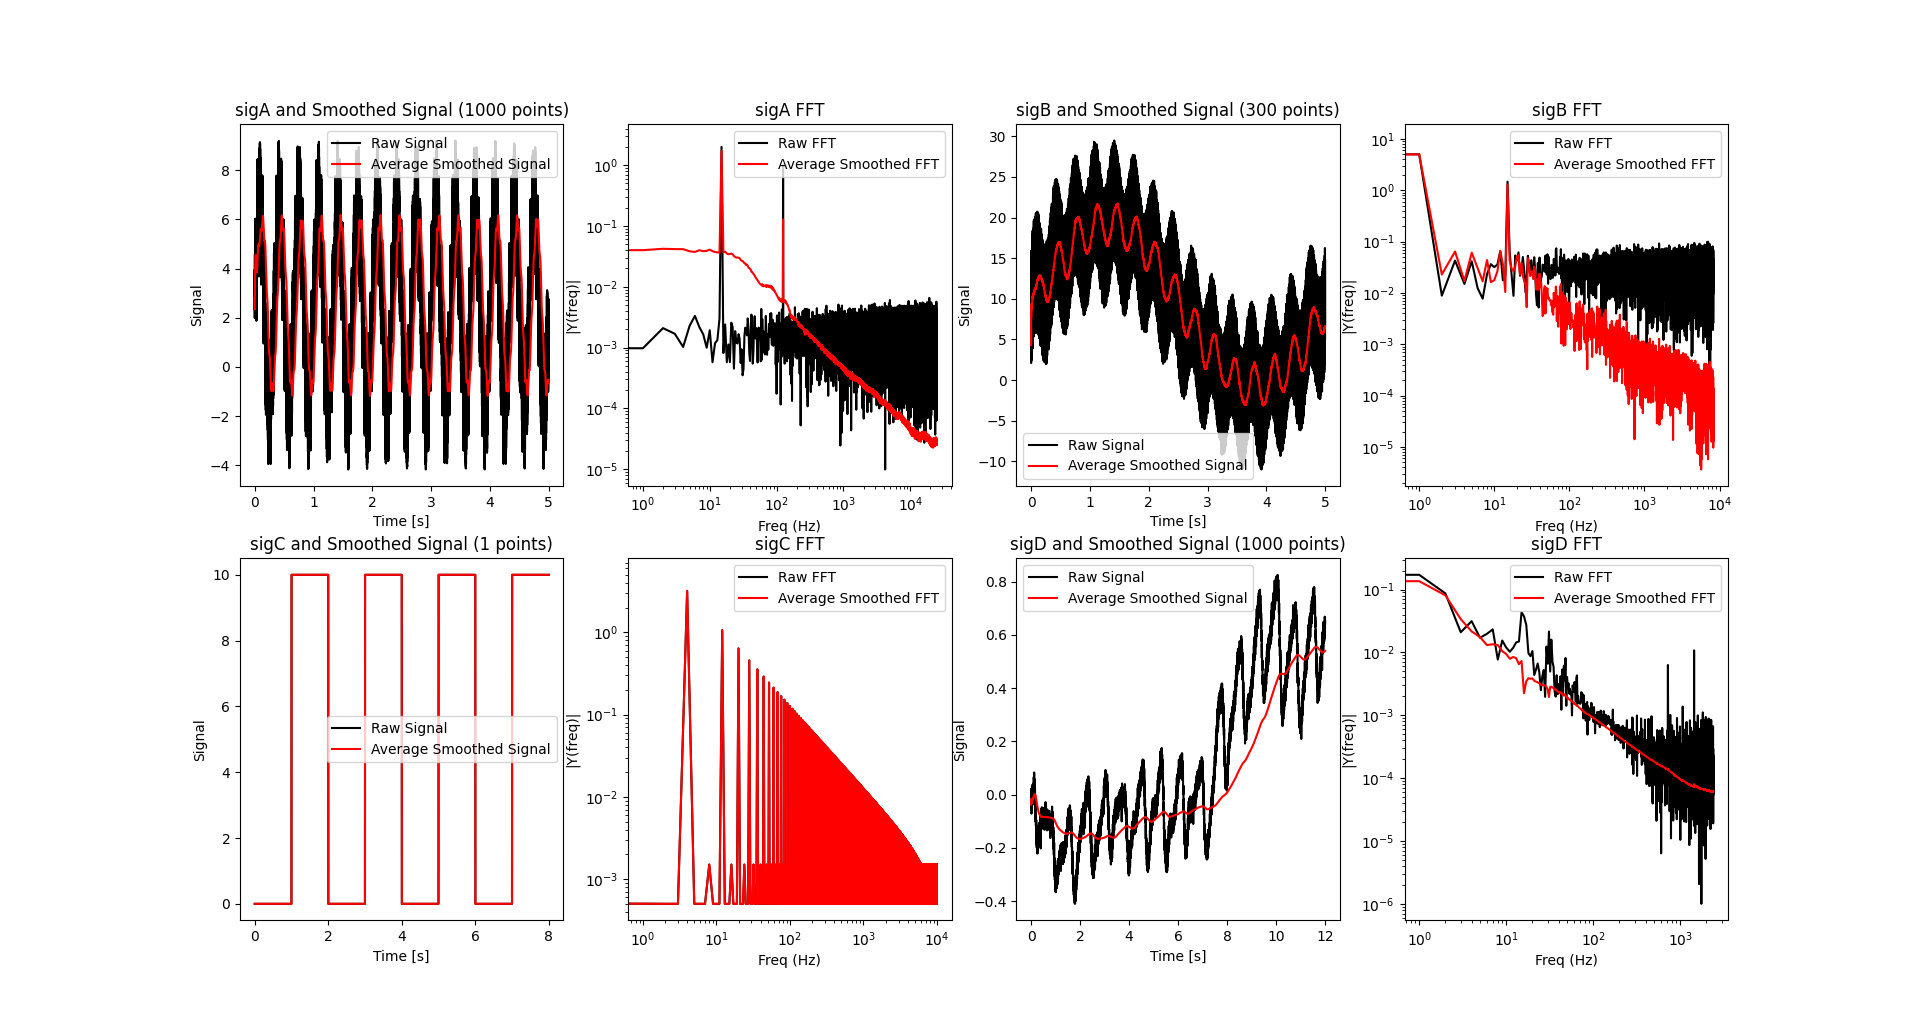 sigA and Smoothed Signal (1000 points)
Raw Signal
Average Smoothed Signal
8
6
4
2
0
−2
−4
Signal
0 1 2 3 4 5
Time [s]
sigA FFT
Raw FFT
Average Smoothed FFT
10^0
10^−1
10^−2
10^−3
10^−4
10^−5
|Y(freq)|
10^0 10^1 10^2 10^3 10^4
Freq (Hz)
sigB and Smoothed Signal (300 points)
30
25
20
15
10
5
0
−5
−10
Signal
Raw Signal
Average Smoothed Signal
0 1 2 3 4 5
Time [s]
sigB FFT
Raw FFT
Average Smoothed FFT
10^1
10^0
10^−1
10^−2
10^−3
10^−4
10^−5
|Y(freq)|
10^0 10^1 10^2 10^3 10^4
Freq (Hz)
sigC and Smoothed Signal (1 points)
10
8
6
4
2
0
Signal
Raw Signal
Average Smoothed Signal
0 2 4 6 8
Time [s]
sigC FFT
Raw FFT
Average Smoothed FFT
10^0
10^−1
10^−2
10^−3
|Y(freq)|
10^0 10^1 10^2 10^3 10^4
Freq (Hz)
sigD and Smoothed Signal (1000 points)
Raw Signal
Average Smoothed Signal
0.8
0.6
0.4
0.2
0.0
−0.2
−0.4
Signal
0 2 4 6 8 10 12
Time [s]
sigD FFT
Raw FFT
Average Smoothed FFT
10^−1
10^−2
10^−3
10^−4
10^−5
10^−6
|Y(freq)|
10^0 10^1 10^2 10^3
Freq (Hz)